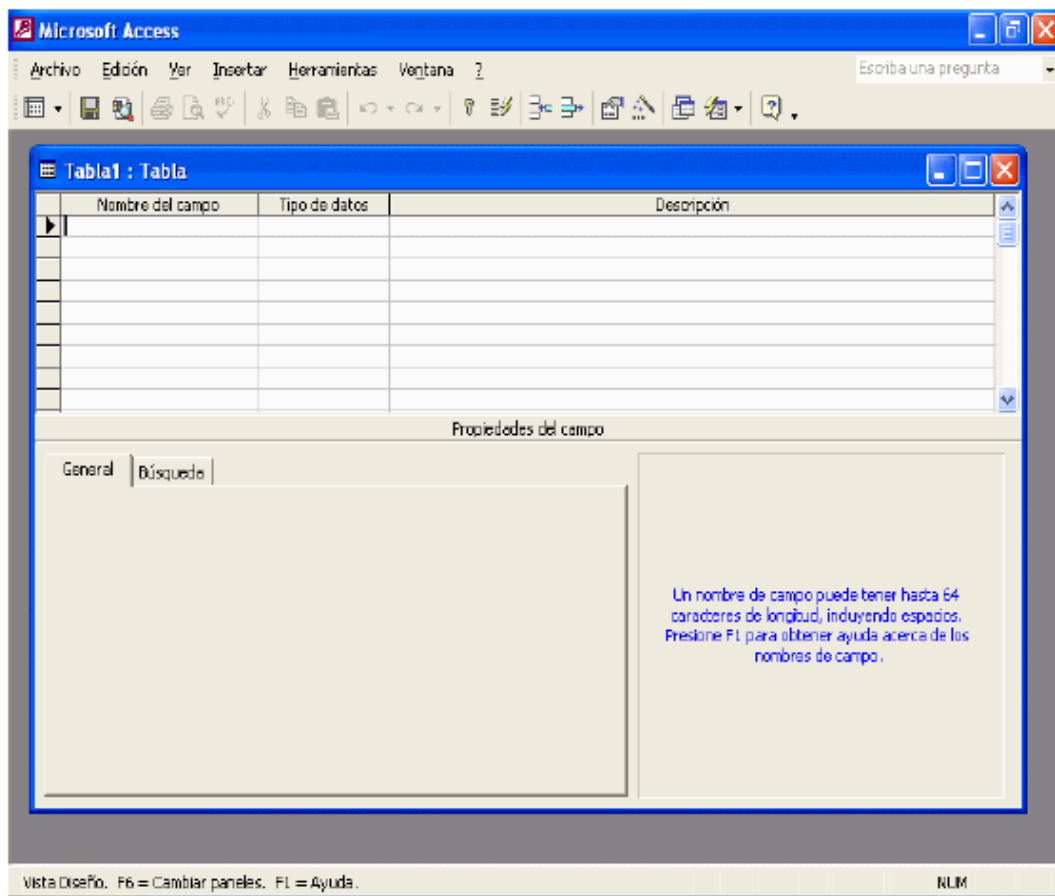 Microsoft Access
Archivo Edición Ver Insertar Herramientas Ventana ?
Escriba una pregunta
Tabla1 : Tabla
Nombre del campo Tipo de datos Descripción
Propiedades del campo
General Búsqueda
Un nombre de campo puede tener hasta 64
caracteres de longitud, incluyendo espacios.
Presione F1 para obtener ayuda acerca de los
nombres de campo.
Vista Diseño. F6 = Cambiar paneles. F1 = Ayuda. NUM